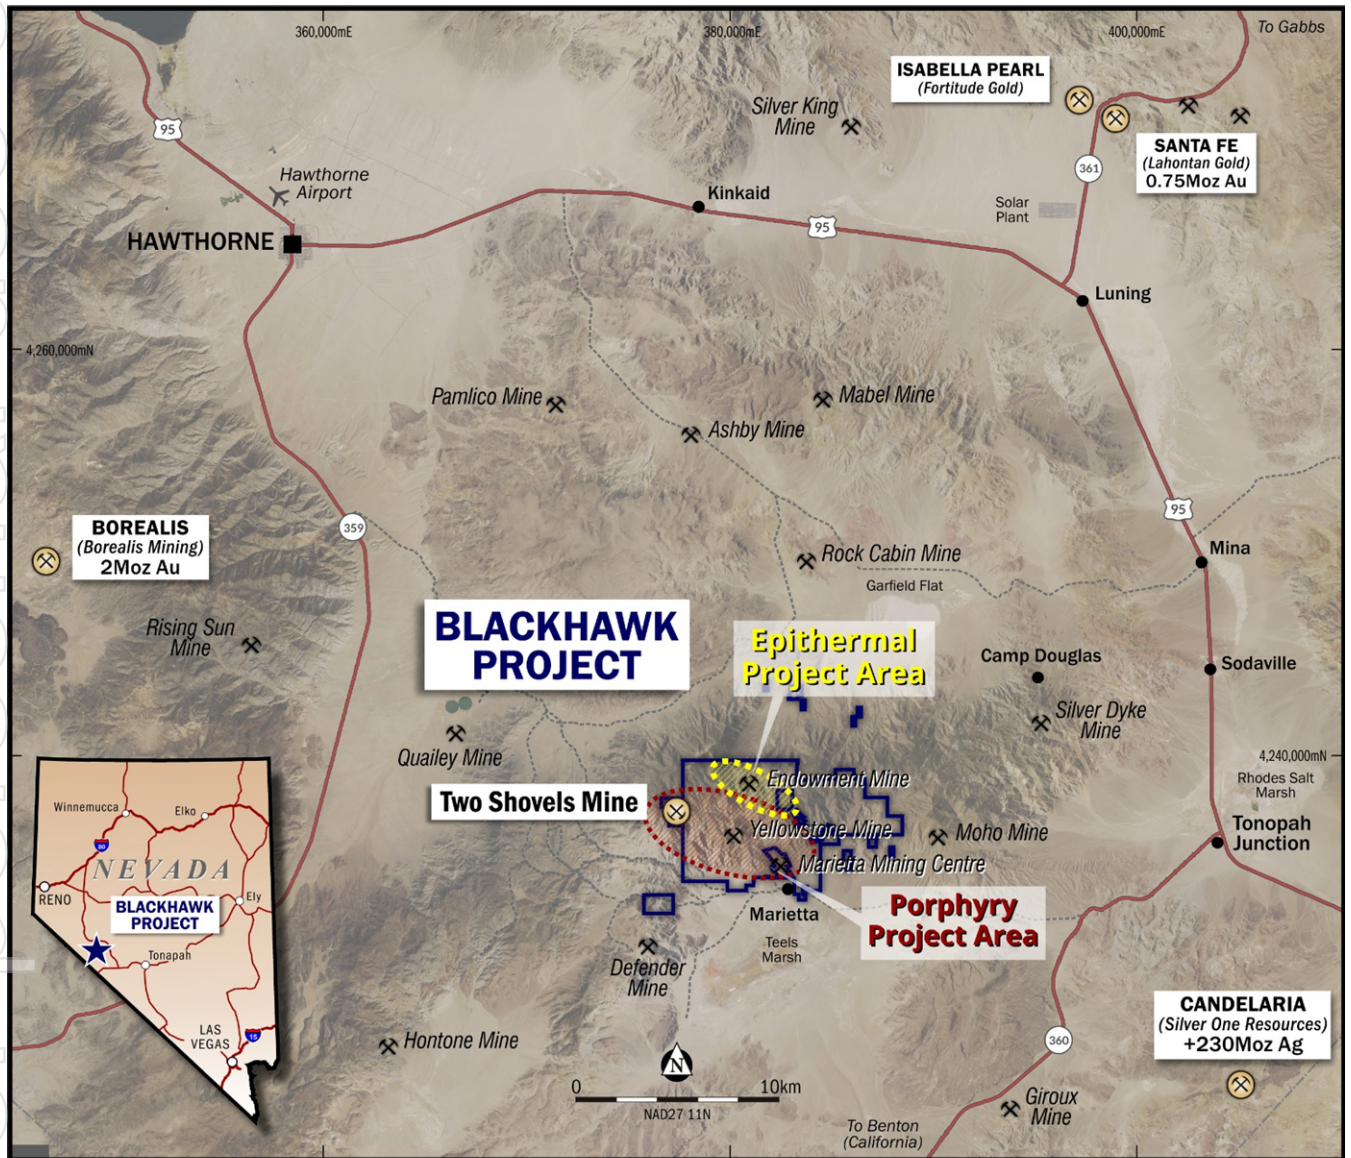 360,000mE
380,000mE
400,000mE
To Gabbs
ISABELLA PEARL
(Fortitude Gold)
Silver King
Mine
95
SANTA FE
(Lahontan Gold)
0.75Moz Au
361
Hawthorne
Airport
Kinkaid
Solar
Plant
HAWTHORNE
95
Luning
4,260,000mN
Pamlico Mine
Mabel Mine
Ashby Mine
95
BOREALIS
(Borealis Mining)
2Moz Au
359
Rock Cabin Mine
Mina
Garfield Flat
BLACKHAWK
PROJECT
Rising Sun
Mine
Epithermal
Project Area
Camp Douglas
Sodaville
Silver Dyke
Mine
Quailey Mine
4,240,000mN
Endowment Mine
Rhodes Salt
Marsh
Two Shovels Mine
Yellowstone Mine
Moho Mine
Tonopah
Junction
Marietta Mining Centre
Porphyry
Project Area
Marietta
Teels
Marsh
Defender
Mine
Winnemucca
Elko
80
NEVADA
RENO
Ely
BLACKHAWK
PROJECT
Tonapah
LAS
VEGAS
15
CANDELARIA
(Silver One Resources)
+230Moz Ag
Hontone Mine
360
N
0
10km
NAD27 11N
Giroux
Mine
To Benton
(California)